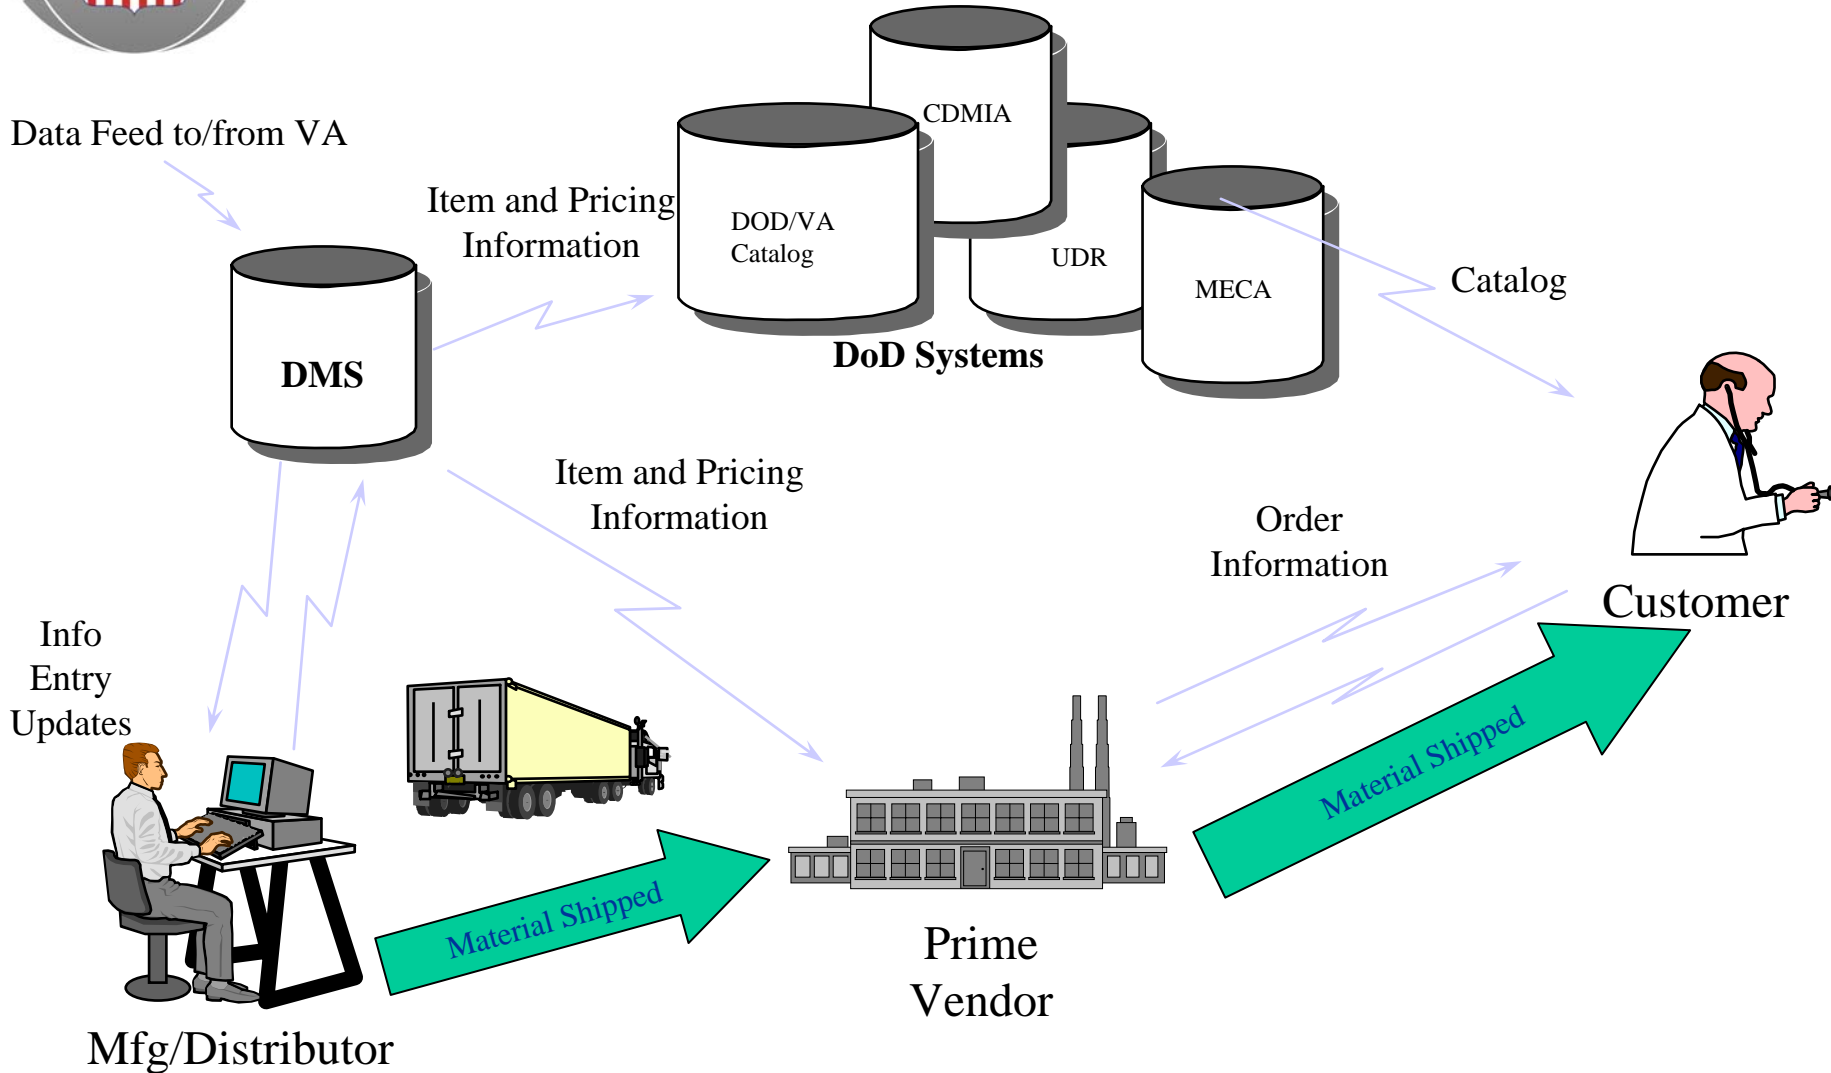 Data Feed to/from VA
CDMIA
Item and Pricing
Information
DOD/VA
Catalog
UDR
MECA
Catalog
DMS
DoD Systems
Item and Pricing
Information
Order
Information
Customer
Info
Entry
Updates
Material Shipped
Material Shipped
Prime
Vendor
Mfg/Distributor